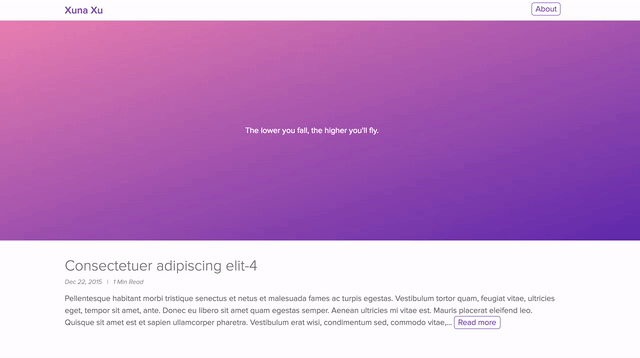 Xuna Xu
About
The lower you fall, the higher you'll fly.
Consectetuer adipiscing elit-4
Dec 22, 2015 | 1 Min Read
Pellentesque habitant morbi tristique senectus et netus et malesuada fames ac turpis egestas. Vestibulum tortor quam, feugiat vitae, ultricies
eget, tempor sit amet, ante. Donec eu libero sit amet quam egestas semper. Aenean ultricies mi vitae est. Mauris placerat eleifend leo.
Quisque sit amet est et sapien ullamcorper pharetra. Vestibulum erat wisi, condimentum sed, commodo vitae,... Read more